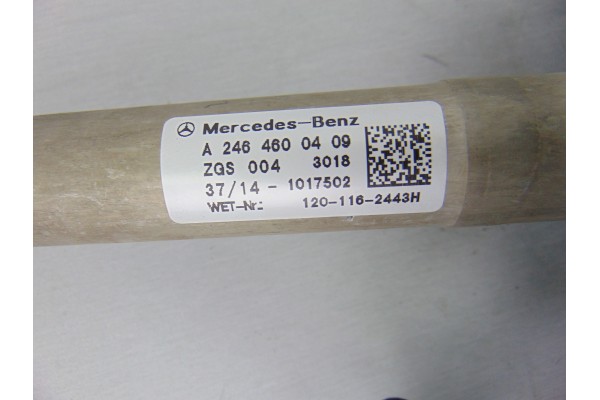 Mercedes-Benz
A 246 460 04 09
ZGS 004 3018
37/14 - 1017502
WET-Nr.: 120-116-2443H